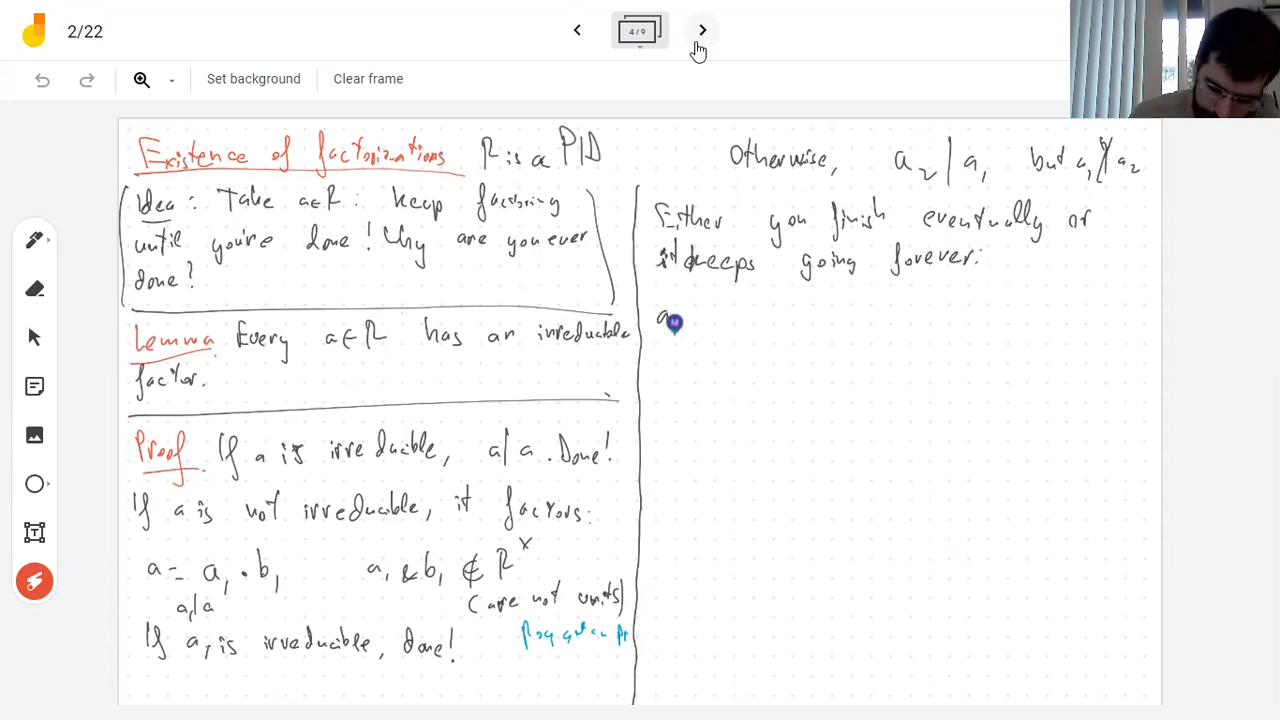 2/22
4/9
Set background
Clear frame
Existence of factorizations R is a PID
(Idea: Take a∈R: keep factoring
until you're done! Why are you ever
done?)
Lemma. Every a∈R has an irreducible
factor.
Proof. If a is irreducible, a|a. Done!
If a is not irreducible, it factors:
a = a₁ · b₁ a₁ & b₁ ∉ R^×
a₁|a (are not units)
If a₁ is irreducible, done!
Otherwise, a₂ | a₁ but a₁ ∤ a₂
Either you finish eventually or
it keeps going forever:
a
M